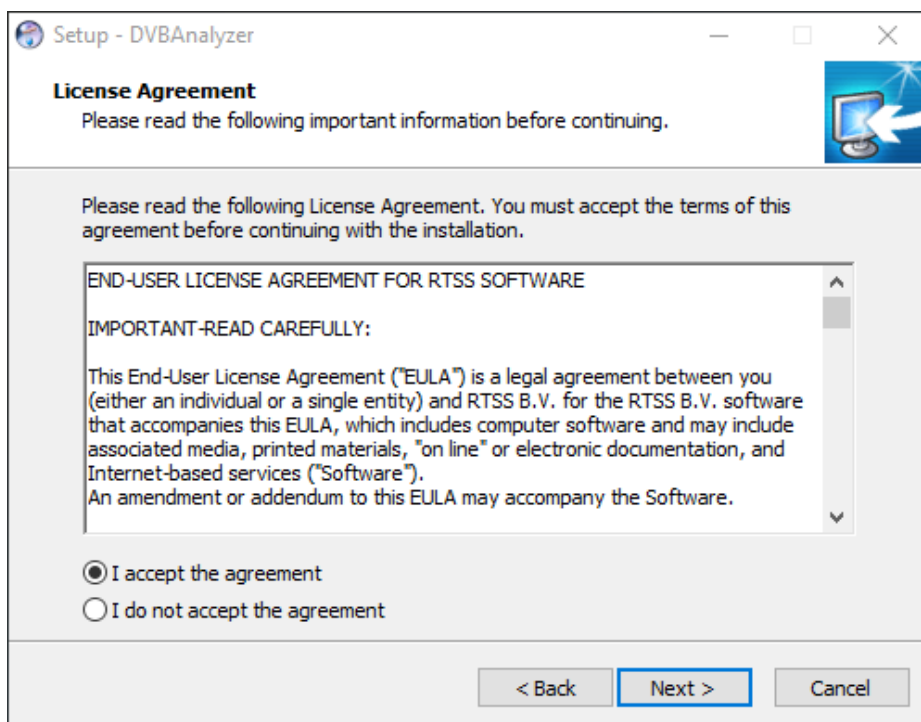 Setup - DVBAnalyzer
License Agreement
Please read the following important information before continuing.
Please read the following License Agreement. You must accept the terms of this
agreement before continuing with the installation.
END-USER LICENSE AGREEMENT FOR RTSS SOFTWARE
IMPORTANT-READ CAREFULLY:
This End-User License Agreement ("EULA") is a legal agreement between you
(either an individual or a single entity) and RTSS B.V. for the RTSS B.V. software
that accompanies this EULA, which includes computer software and may include
associated media, printed materials, "on line" or electronic documentation, and
Internet-based services ("Software").
An amendment or addendum to this EULA may accompany the Software.
I accept the agreement
I do not accept the agreement
< Back Next > Cancel